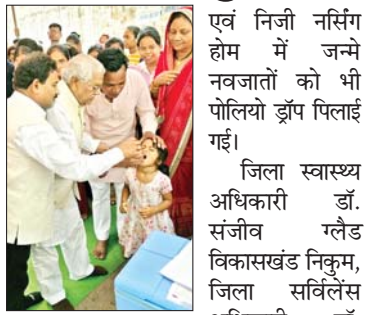 एवं निजी नर्सिंग
होम में जन्मे
नवजातों को भी
पोलियो ड्रॉप पिलाई
गई।
जिला स्वास्थ्य
अधिकारी डॉ.
संजीव ग्लैड
विकासखंड निकुम,
जिला सर्विलेंस